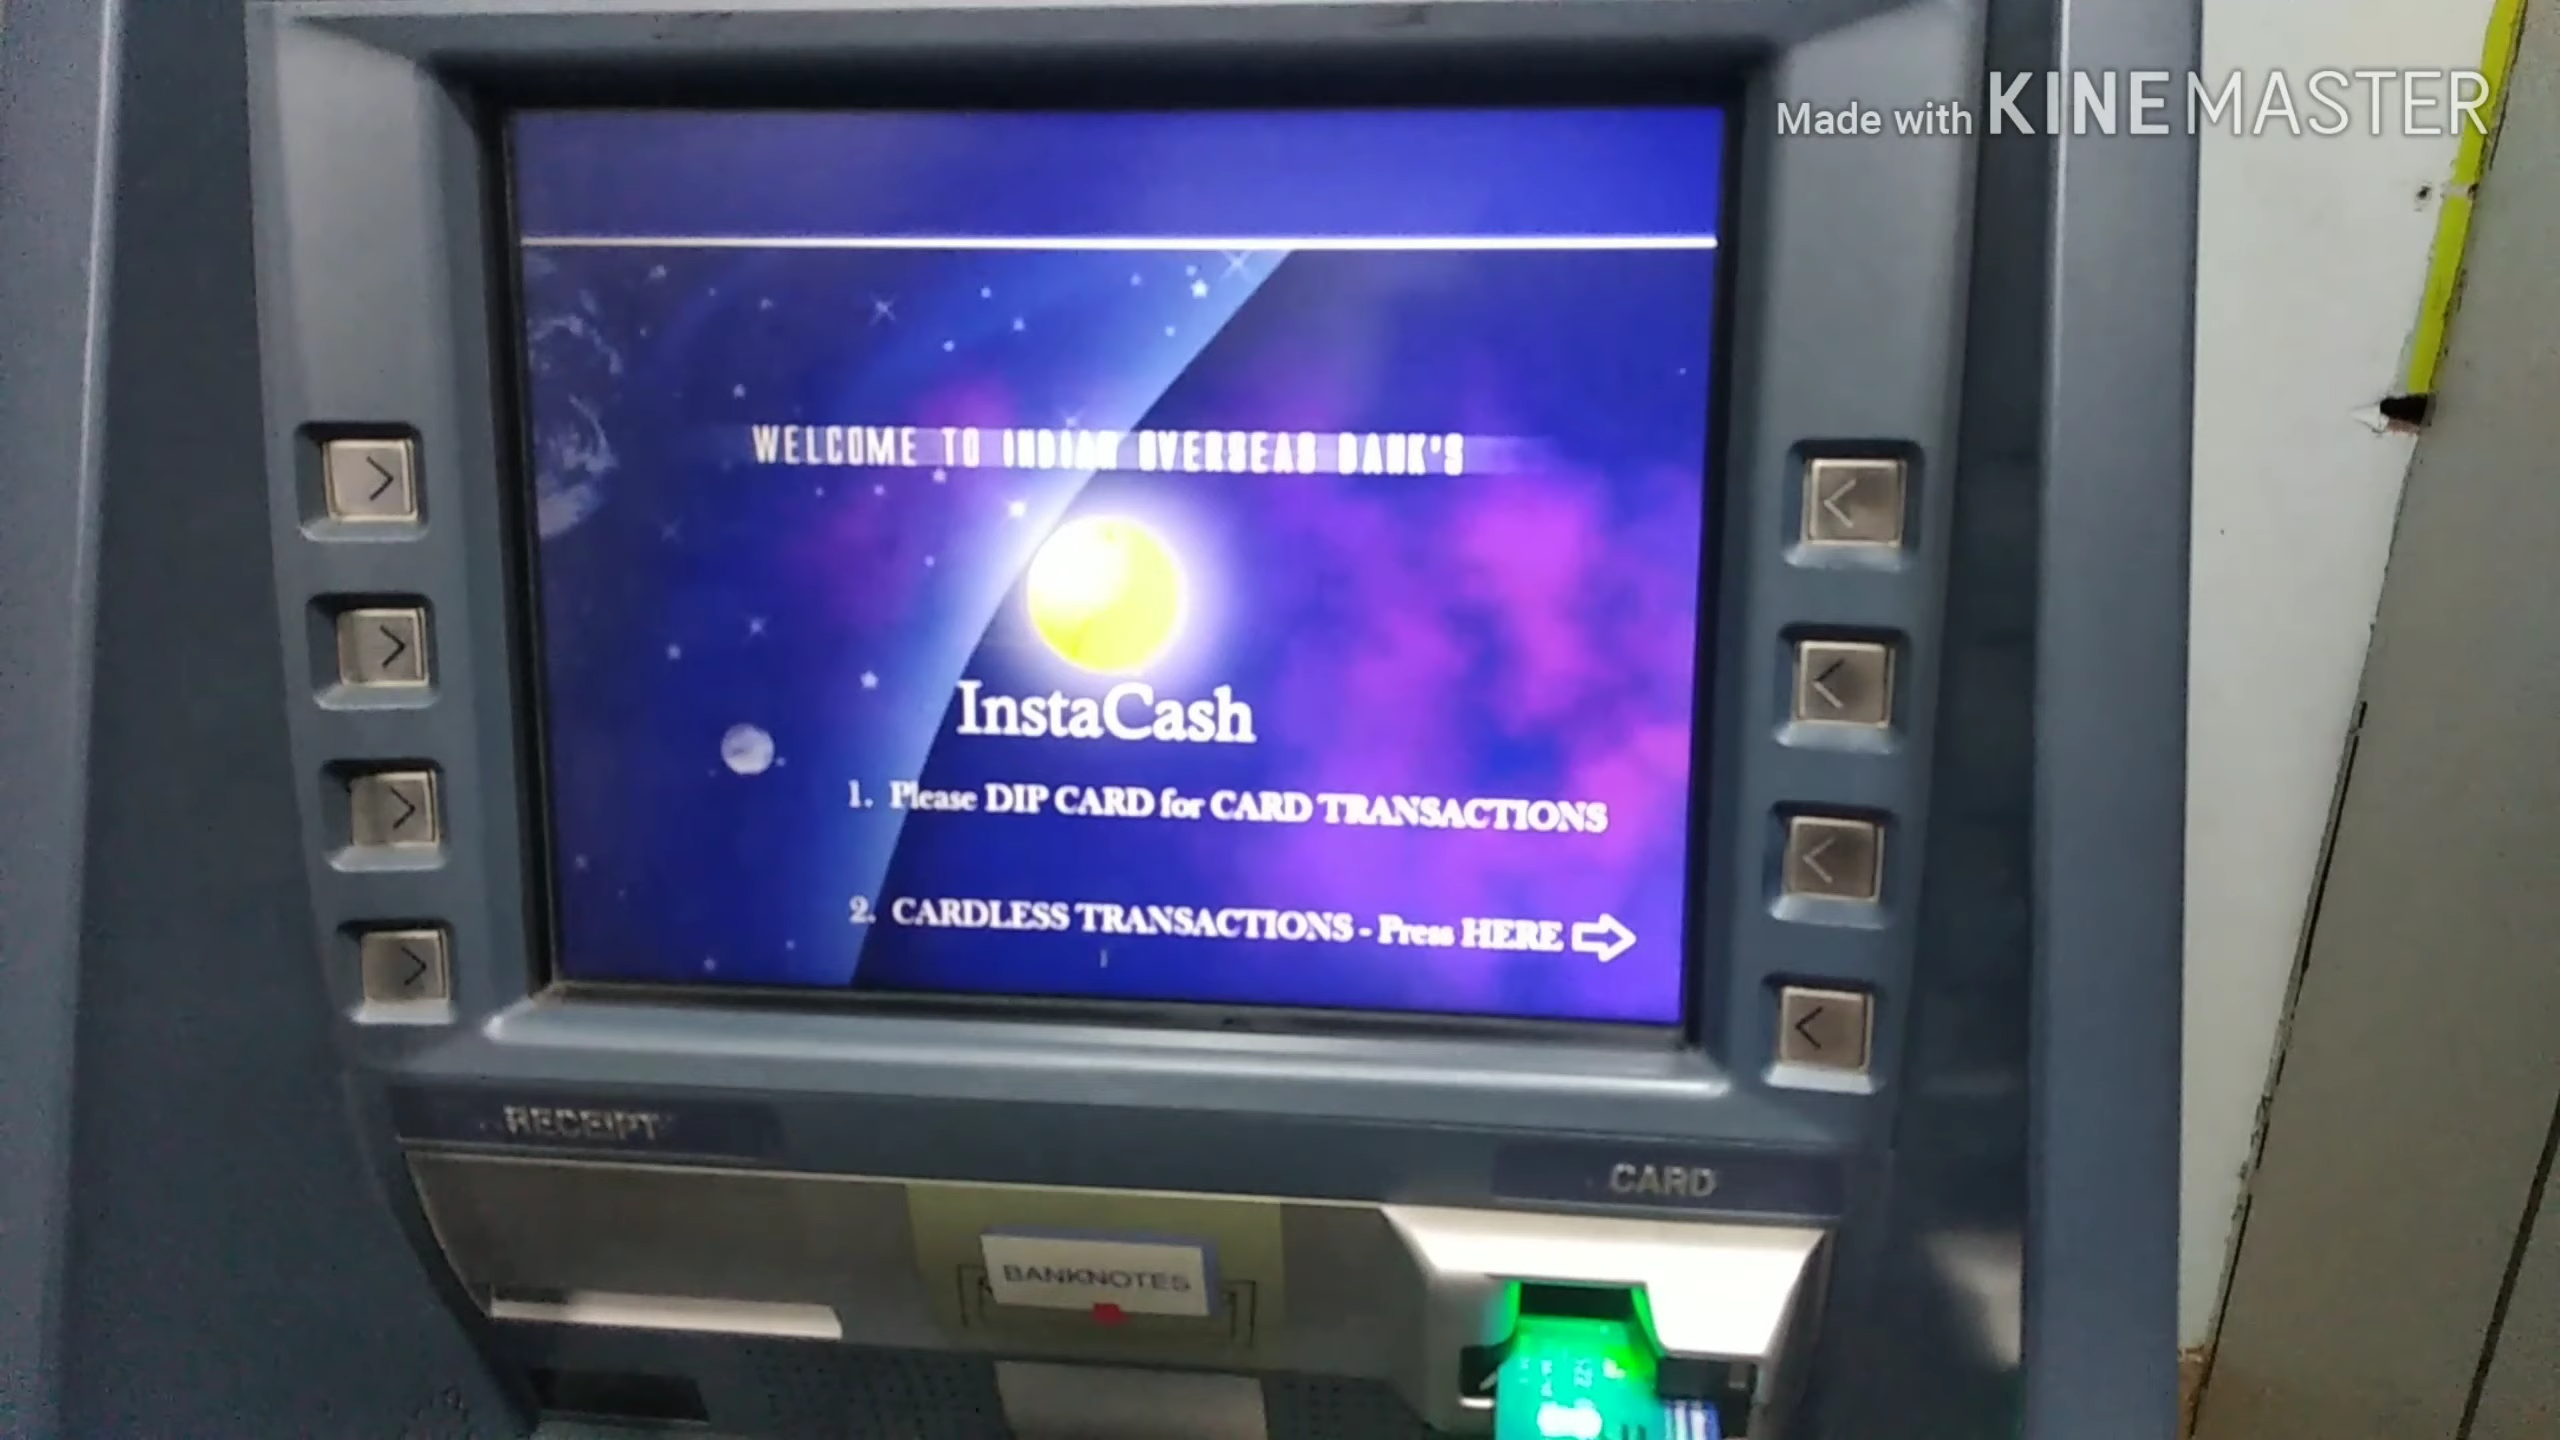 Made with KINEMASTER
WELCOME TO INDIAN OVERSEAS BANK'S
InstaCash
1. Please DIP CARD for CARD TRANSACTIONS
2. CARDLESS TRANSACTIONS - Press HERE
RECEIPT
CARD
BANKNOTES